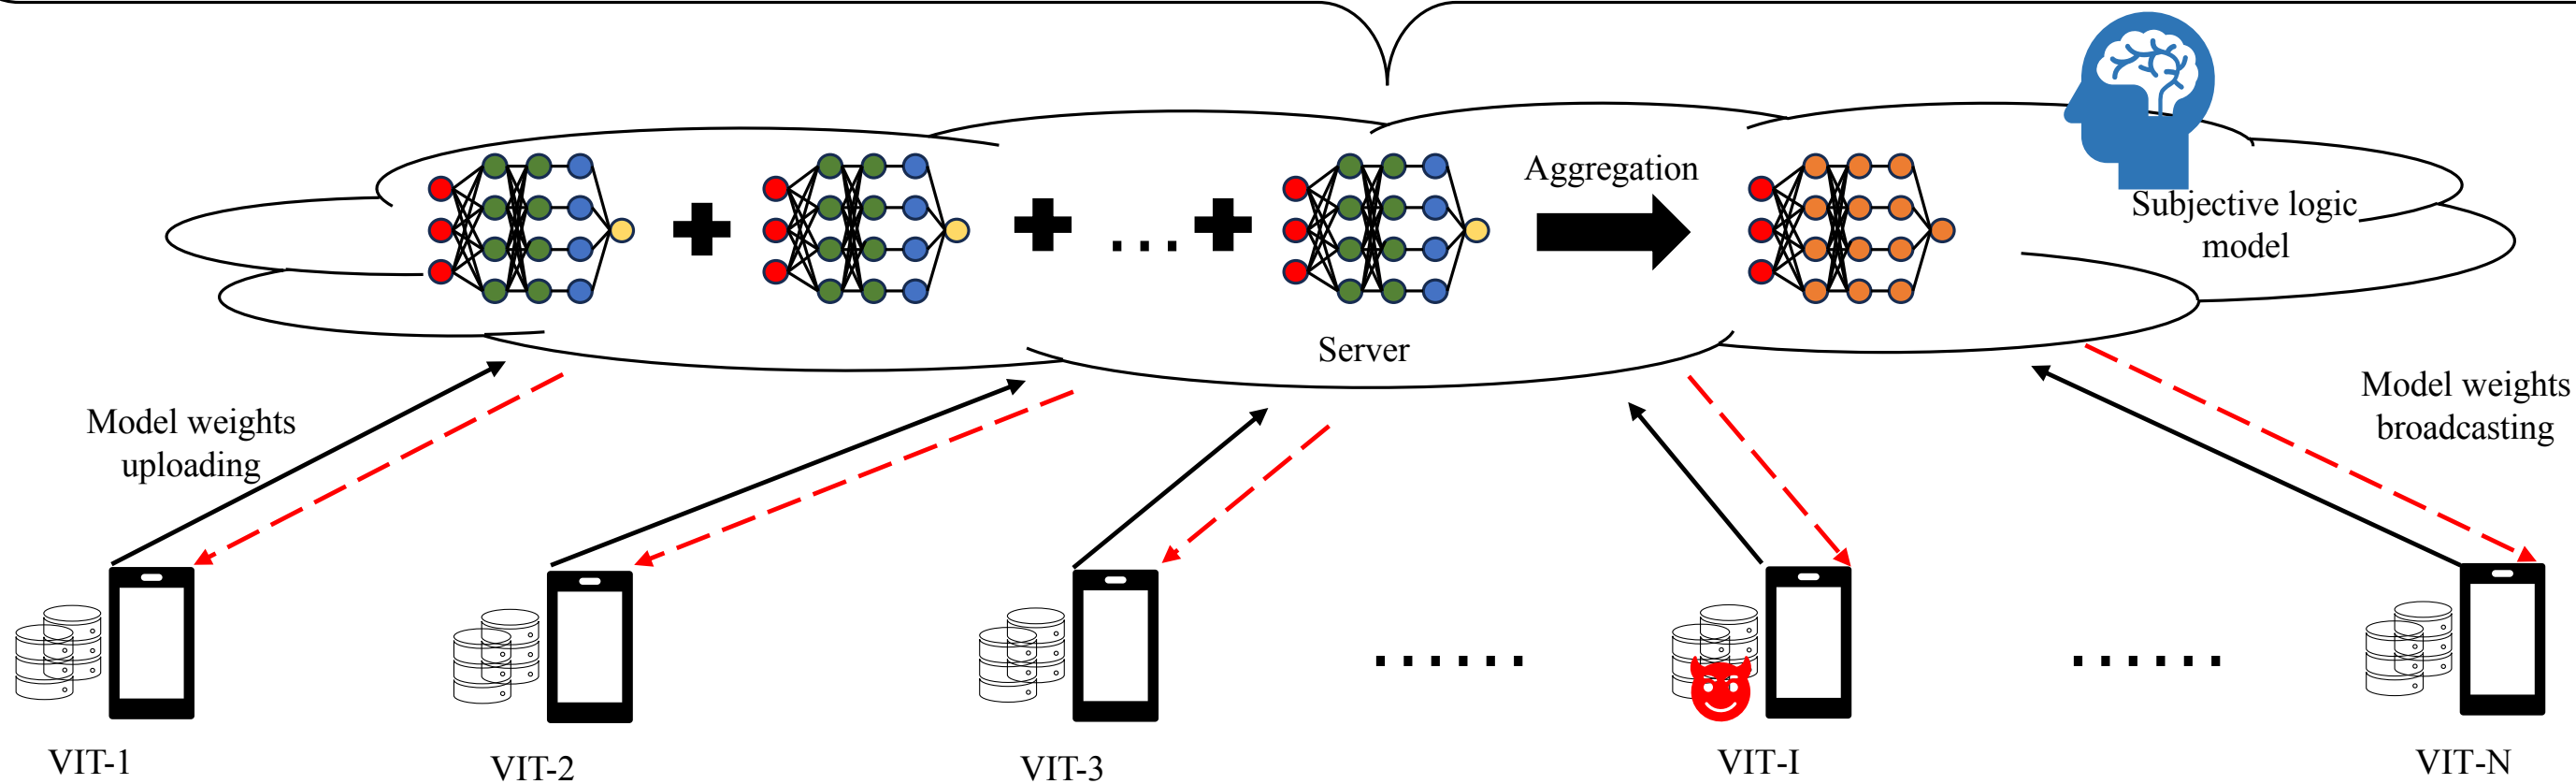 Aggregation
Subjective logic
model
Server
Model weights
uploading
Model weights
broadcasting
VIT-1
VIT-2
VIT-3
......
VIT-I
......
VIT-N